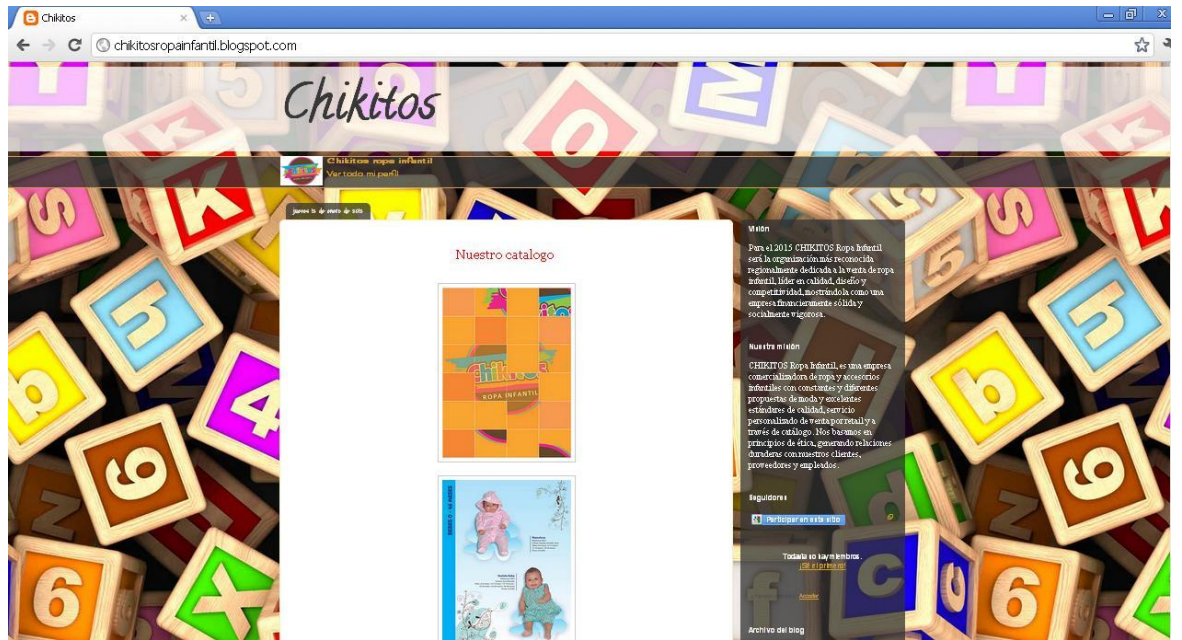 Chikitos
chikitosropainfantil.blogspot.com
Chikitos
Chikitos ropa infantil
Ver todo mi perfil
Nuestro catalogo
Chikitos
ROPA INFANTIL
Visión
Para el 2015 CHIKITOS Ropa Infantil
será la organización más reconocida
regionalmente dedicada a la venta de ropa
infantil, líder en calidad, diseño y
competitividad, mostrándola como una
empresa financieramente sólida y
socialmente vigorosa.
Nuestra misión
CHIKITOS Ropa Infantil, es una empresa
comercializadora de ropa y accesorios
infantiles con constantes y diferentes
propuestas de moda y excelentes
estándares de calidad, servicio
personalizado de venta por retail y a
través de catálogo. Nos basamos en
principios de ética, generando relaciones
duraderas con nuestros clientes,
proveedores y empleados.
Seguidores
Participar en este sitio
Todavía no hay miembros.
¡Sé el primero!
Acceder
Archivo del blog